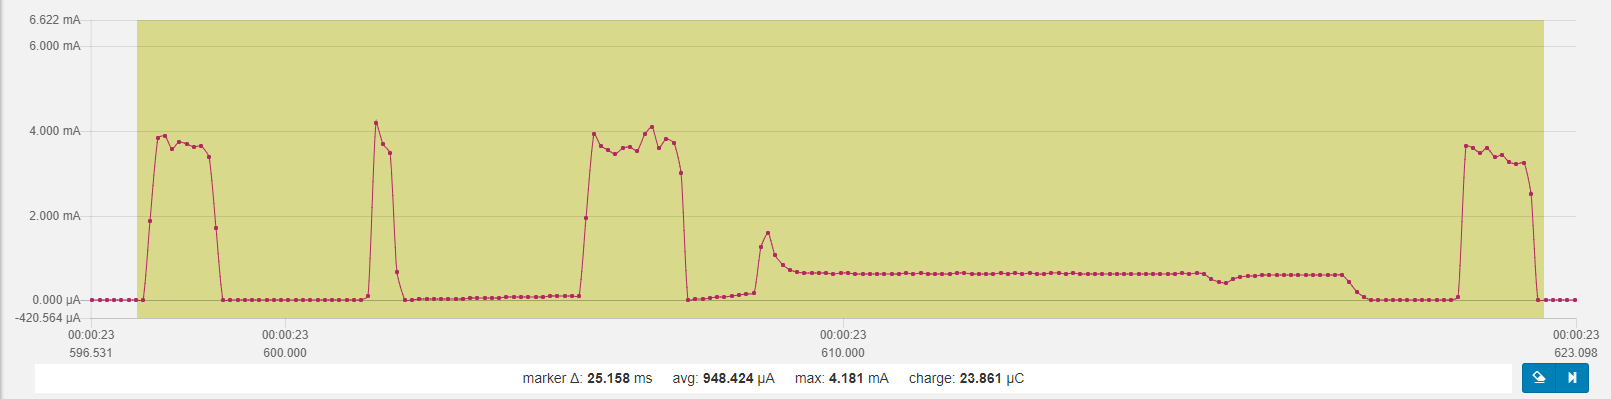 6.622 mA
6.000 mA
4.000 mA
2.000 mA
0.000 µA
-420.564 µA
00:00:23 00:00:23 00:00:23 00:00:23
596.531 600.000 610.000 623.098
marker Δ: 25.158 ms avg: 948.424 µA max: 4.181 mA charge: 23.861 µC